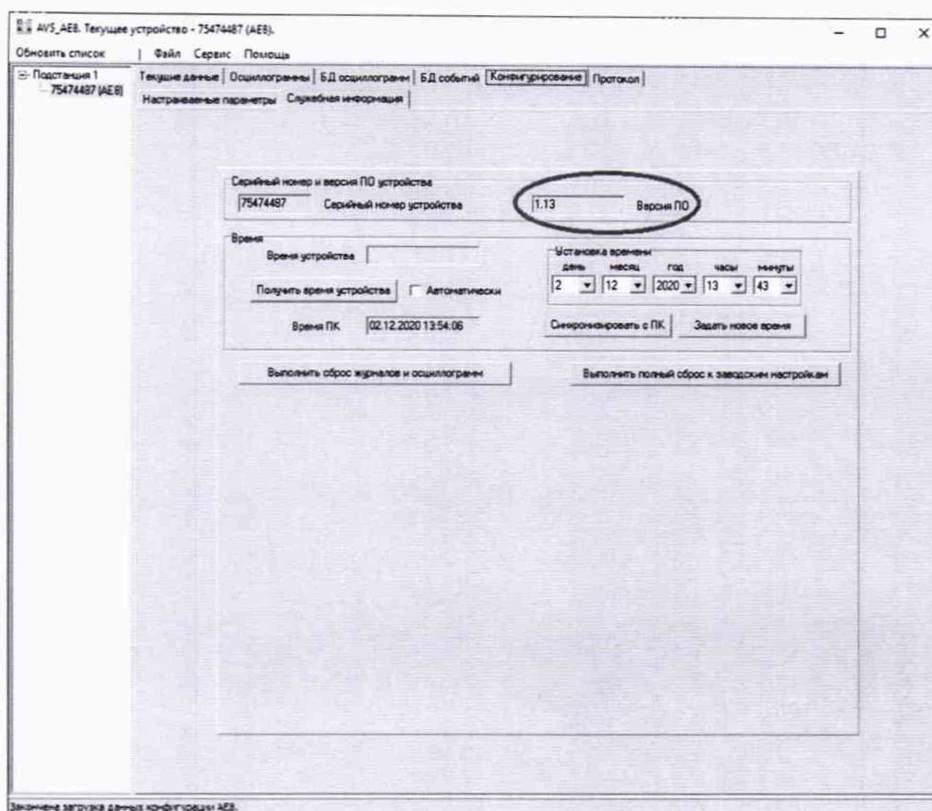 AVS_AE8. Текущее устройство - 75474487 (AE8).
Обновить список | Файл Сервис Помощь
Подстанция 1
75474487 (AE8)
Текущие данные Осциллограммы БД осциллограмм БД событий Конфигурирование Протокол
Настраиваемые параметры Служебная информация
Серийный номер и версия ПО устройства
75474487 Серийный номер устройства 1.13 Версия ПО
Время
Время устройства
Установка времени
день месяц год часы минуты
2 12 2020 13 43
Получить время устройства Автоматически
Время ПК 02.12.2020 13:54:06 Синхронизировать с ПК Задать новое время
Выполнить сброс журналов и осциллограмм Выполнить полный сброс к заводским настройкам
Закончена загрузка данных конфигурации AE8.